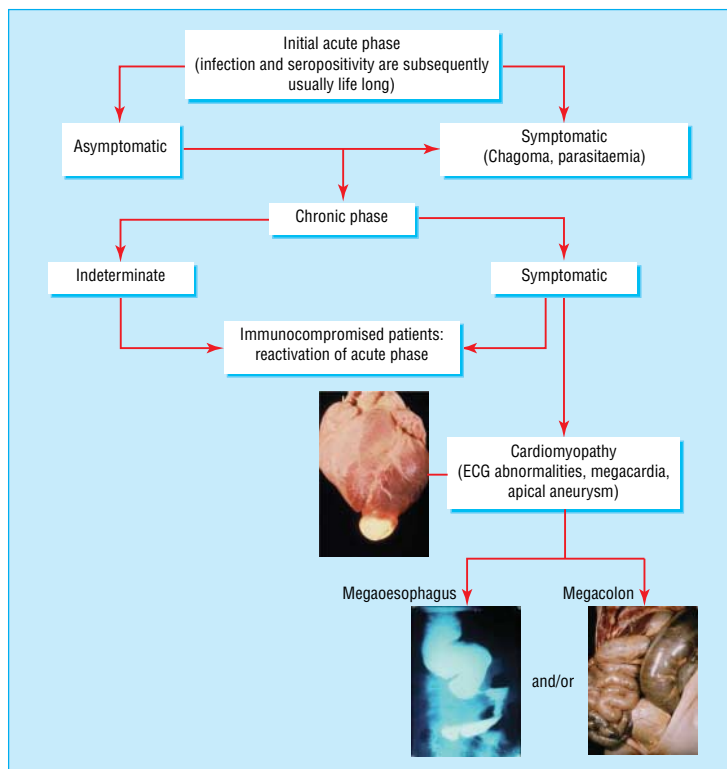 Initial acute phase
(infection and seropositivity are subsequently
usually life long)
Asymptomatic
Symptomatic
(Chagoma, parasitaemia)
Chronic phase
Indeterminate
Symptomatic
Immunocompromised patients:
reactivation of acute phase
Cardiomyopathy
(ECG abnormalities, megacardia,
apical aneurysm)
Megaoesophagus
Megacolon
and/or